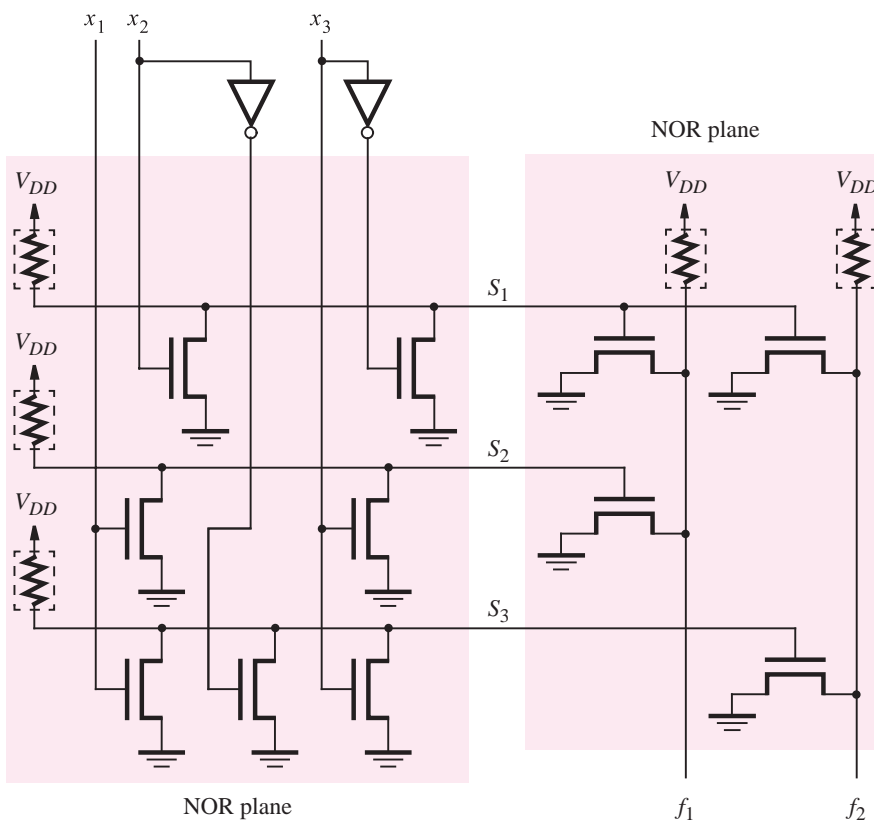 x1 x2 x3
NOR plane
VDD
VDD VDD
S1
VDD
S2
VDD
S3
NOR plane
f1 f2